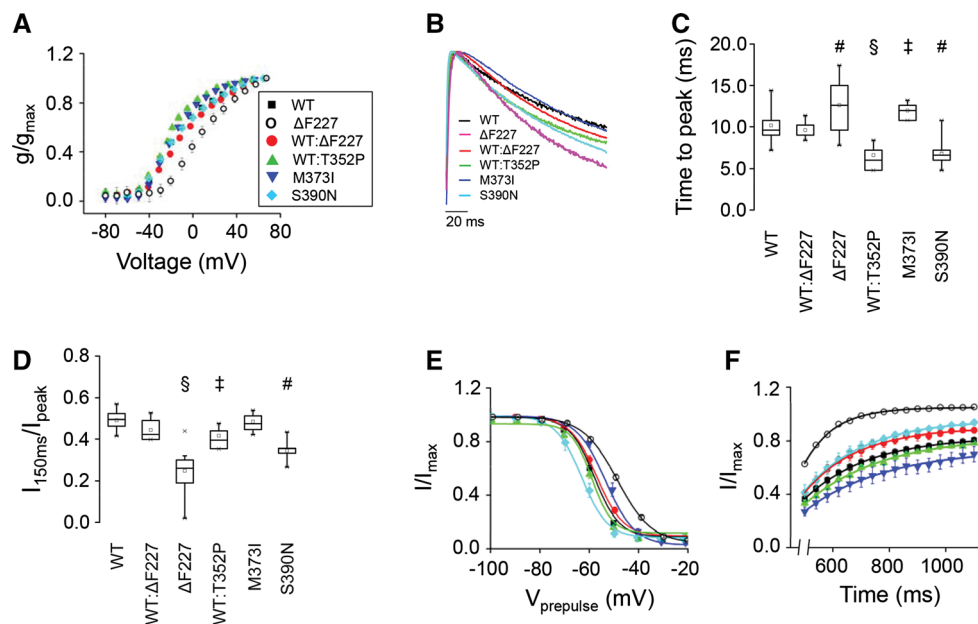 A
1.2
0.8
0.4
0.0
g/gmax
-80 -40 0 40 80
Voltage (mV)
WT
ΔF227
WT:ΔF227
WT:T352P
M373I
S390N
B
WT
ΔF227
WT:ΔF227
WT:T352P
M373I
S390N
20 ms
C
20.0
15.0
10.0
5.0
0.0
Time to peak (ms)
# § ‡ #
WT
WT:ΔF227
ΔF227
WT:T352P
M373I
S390N
D
0.8
0.6
0.4
0.2
0.0
I150ms/Ipeak
§ ‡ #
WT
WT:ΔF227
ΔF227
WT:T352P
M373I
S390N
E
1.2
0.8
0.4
0.0
I/Imax
-100 -80 -60 -40 -20
Vprepulse (mV)
F
1.2
0.8
0.4
0.0
I/Imax
600 800 1000
Time (ms)